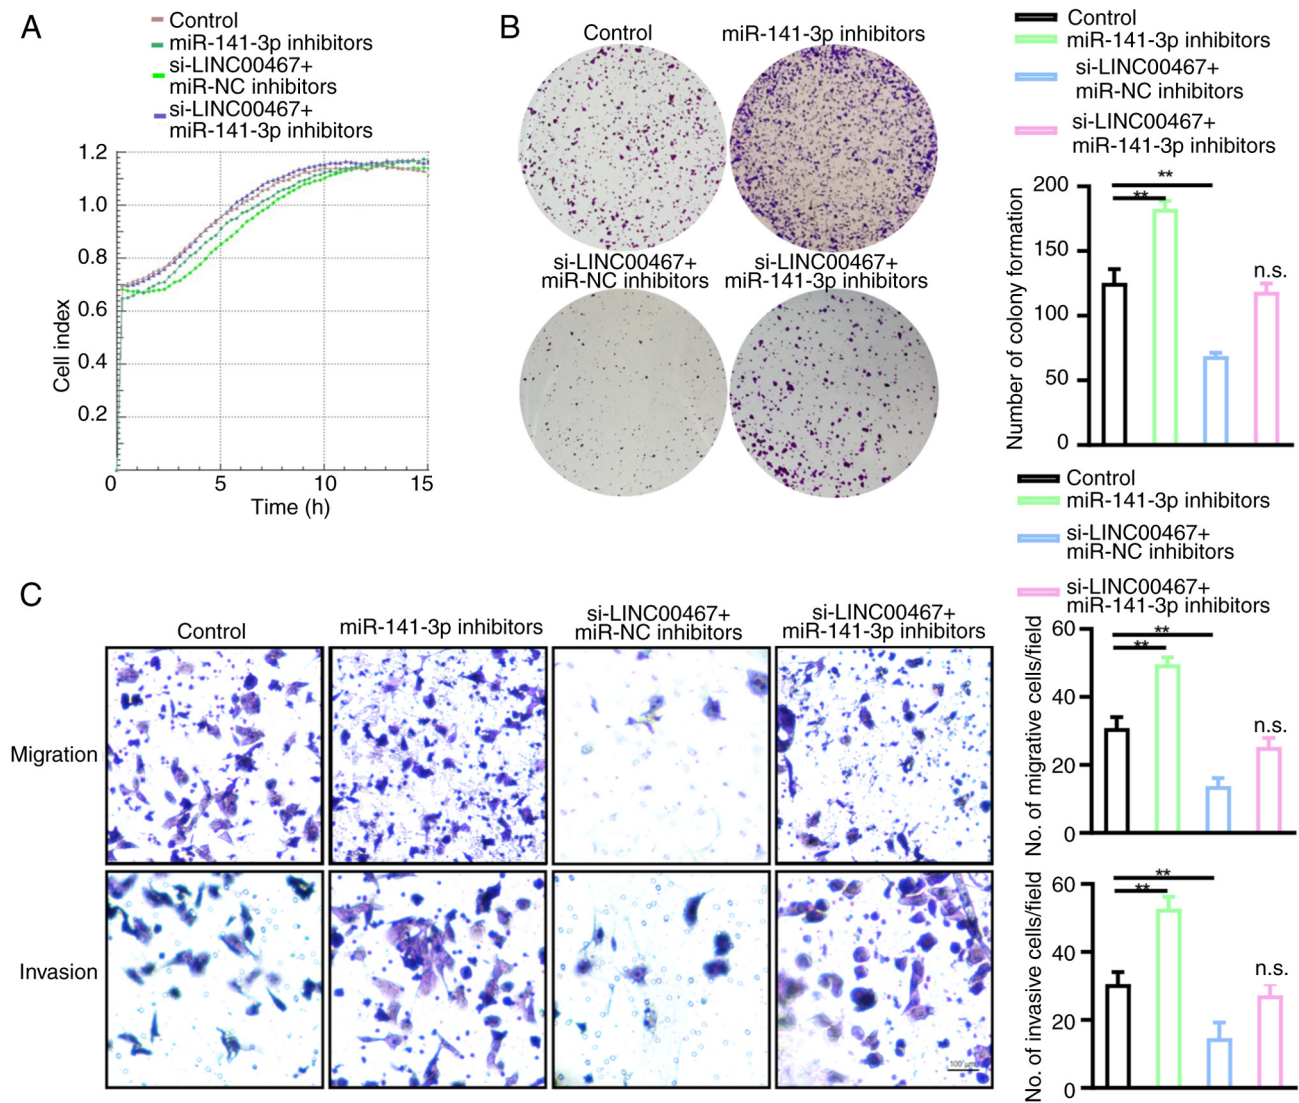 A
Control
miR-141-3p inhibitors
si-LINC00467+
miR-NC inhibitors
si-LINC00467+
miR-141-3p inhibitors
1.2
1.0
0.8
0.6
0.4
0.2
Cell index
0
5
10
15
Time (h)
B
Control
miR-141-3p inhibitors
si-LINC00467+
miR-NC inhibitors
si-LINC00467+
miR-141-3p inhibitors
Control
miR-141-3p inhibitors
si-LINC00467+
miR-NC inhibitors
si-LINC00467+
miR-141-3p inhibitors
Number of colony formation
200
150
100
50
0
**
**
n.s.
C
Control
miR-141-3p inhibitors
si-LINC00467+
miR-NC inhibitors
si-LINC00467+
miR-141-3p inhibitors
Migration
Invasion
100 μm
Control
miR-141-3p inhibitors
si-LINC00467+
miR-NC inhibitors
si-LINC00467+
miR-141-3p inhibitors
No. of migrative cells/field
60
40
20
0
**
**
n.s.
No. of invasive cells/field
60
40
20
0
**
**
n.s.